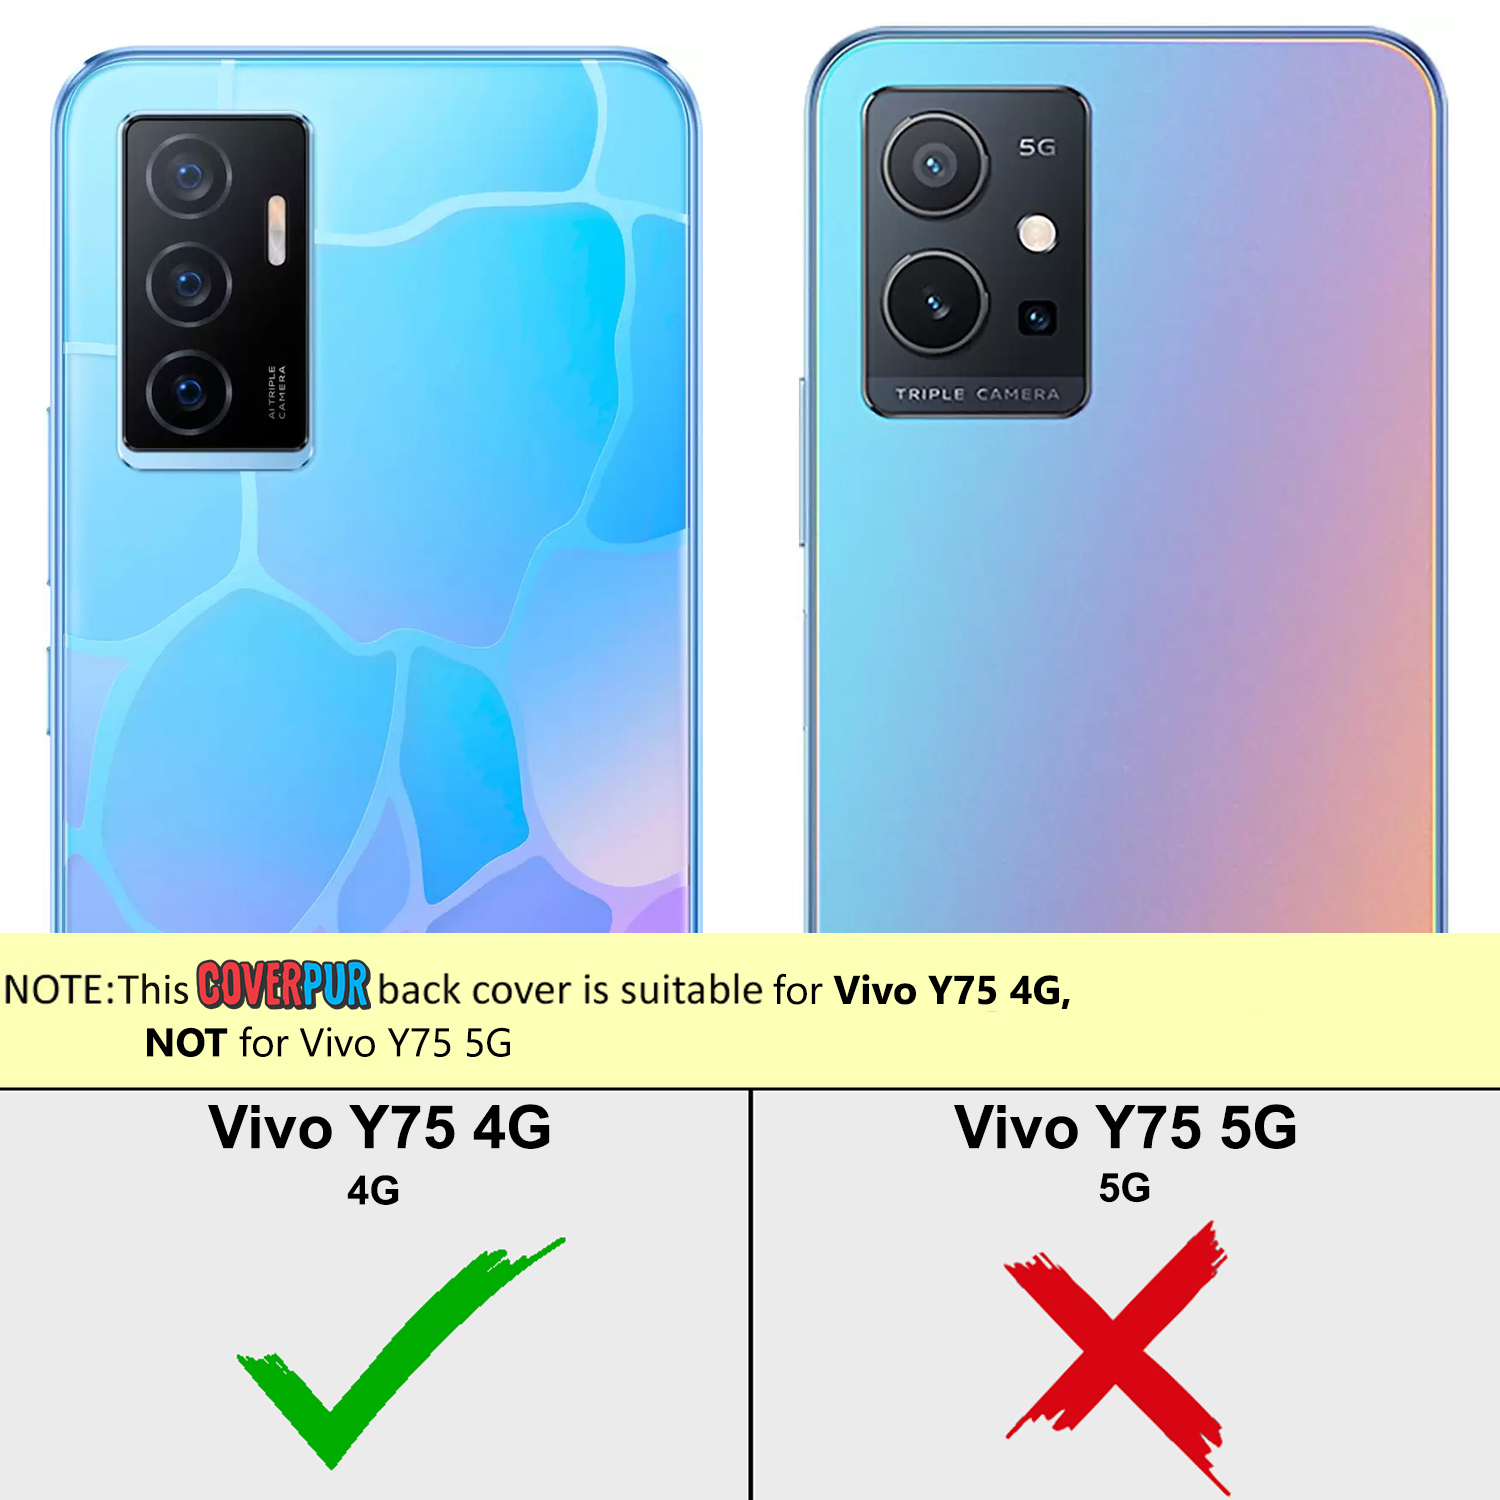 AI TRIPLE
CAMERA
5G
TRIPLE CAMERA
NOTE:This COVERPUR back cover is suitable for Vivo Y75 4G,
NOT for Vivo Y75 5G
Vivo Y75 4G
4G
Vivo Y75 5G
5G